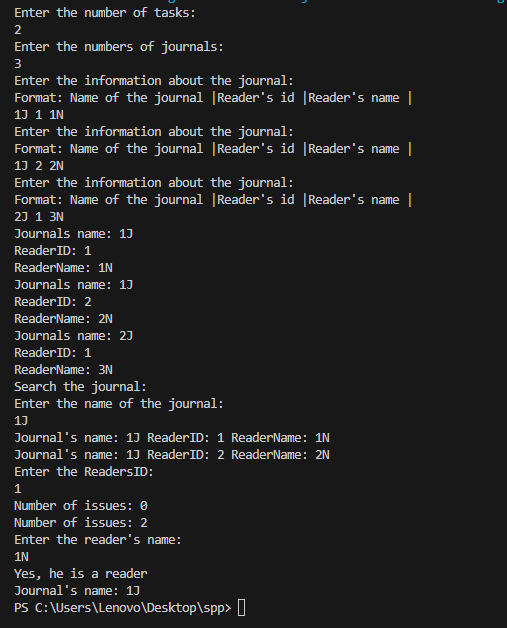 Enter the number of tasks:
2
Enter the numbers of journals:
3
Enter the information about the journal:
Format: Name of the journal |Reader's id |Reader's name |
1J 1 1N
Enter the information about the journal:
Format: Name of the journal |Reader's id |Reader's name |
1J 2 2N
Enter the information about the journal:
Format: Name of the journal |Reader's id |Reader's name |
2J 1 3N
Journals name: 1J
ReaderID: 1
ReaderName: 1N
Journals name: 1J
ReaderID: 2
ReaderName: 2N
Journals name: 2J
ReaderID: 1
ReaderName: 3N
Search the journal:
Enter the name of the journal:
1J
Journal's name: 1J ReaderID: 1 ReaderName: 1N
Journal's name: 1J ReaderID: 2 ReaderName: 2N
Enter the ReadersID:
1
Number of issues: 0
Number of issues: 2
Enter the reader's name:
1N
Yes, he is a reader
Journal's name: 1J
PS C:\Users\Lenovo\Desktop\spp>